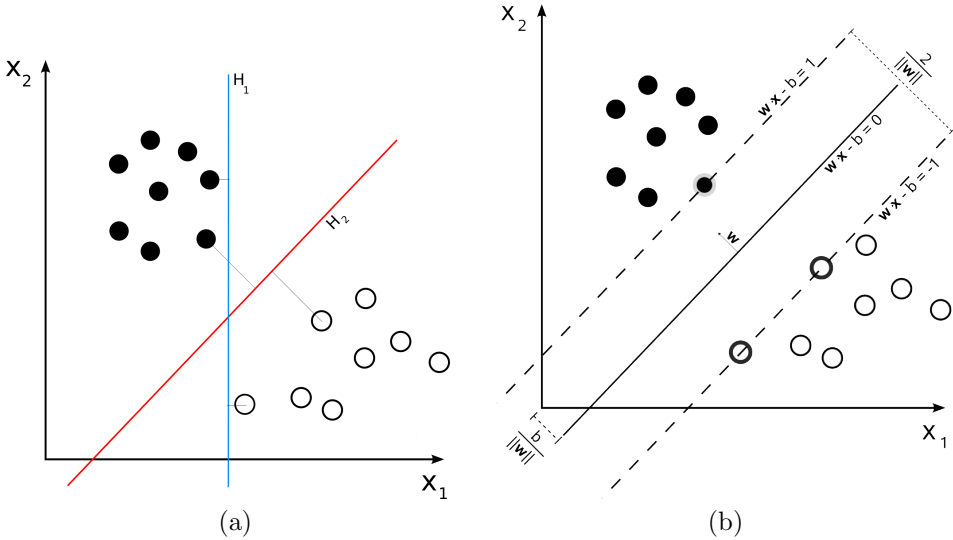 X₂
H₁
H₂
X₁
(a)
X₂
w·x - b = 1
2
‖w‖
w·x - b = 0
w·x - b = -1
w
b
‖w‖
X₁
(b)